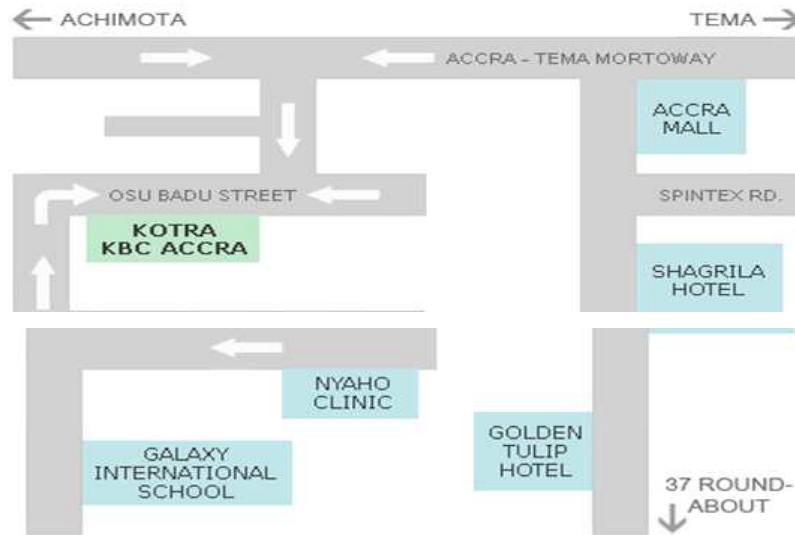 ACHIMOTA
TEMA
ACCRA - TEMA MORTOWAY
ACCRA
MALL
OSU BADU STREET
SPINTEX RD.
KOTRA
KBC ACCRA
SHAGRILA
HOTEL
NYAHO
CLINIC
GALAXY
INTERNATIONAL
SCHOOL
GOLDEN
TULIP
HOTEL
37 ROUND-
ABOUT